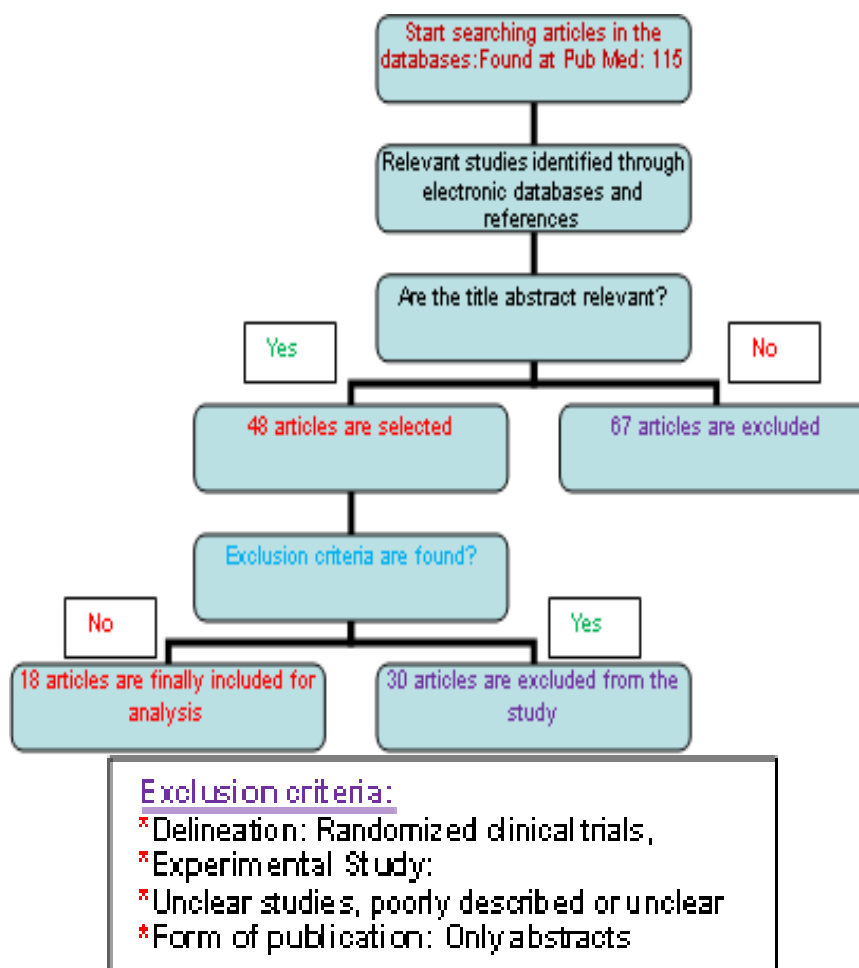 Start searching articles in the
databases:Found at Pub Med: 115
Relevant studies identified through
electronic databases and
references
Are the title abstract relevant?
Yes
No
48 articles are selected
67 articles are excluded
Exclusion criteria are found?
No
Yes
18 articles are finally included for
analysis
30 articles are excluded from the
study
Exclusion criteria:
*Delineation: Randomized clinical trials,
*Experimental Study:
*Unclear studies, poorly described or unclear
*Form of publication: Only abstracts